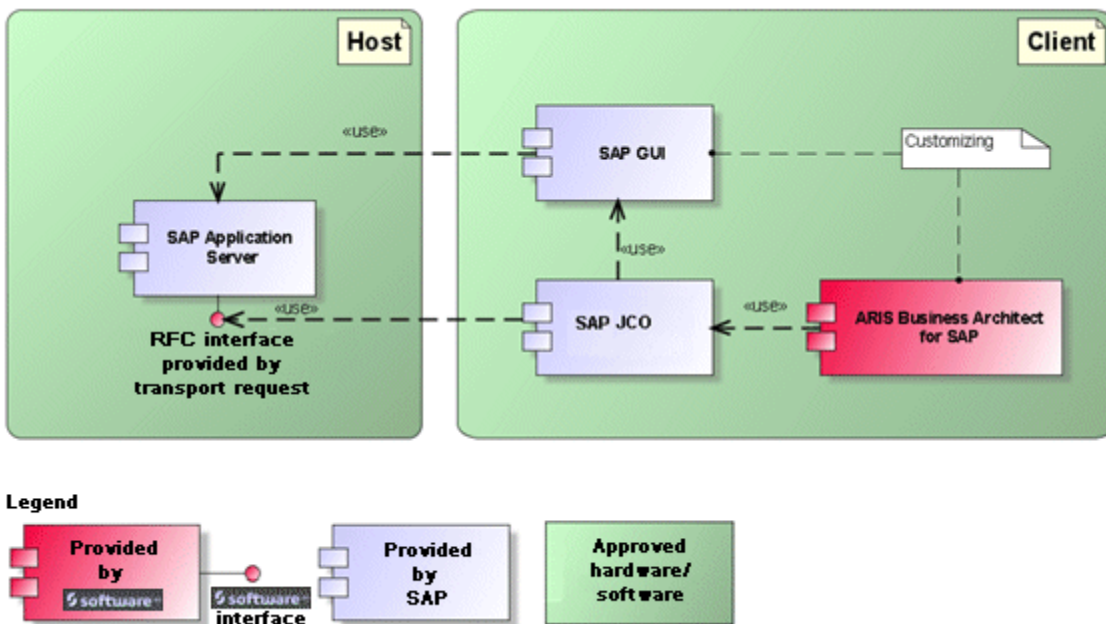 Host
Client
«use»
SAP GUI
Customizing
SAP Application
Server
«use»
«use»
SAP JCO
«use»
ARIS Business Architect
for SAP
RFC interface
provided by
transport request
Legend
Provided
by
software
software
interface
Provided
by
SAP
Approved
hardware/
software